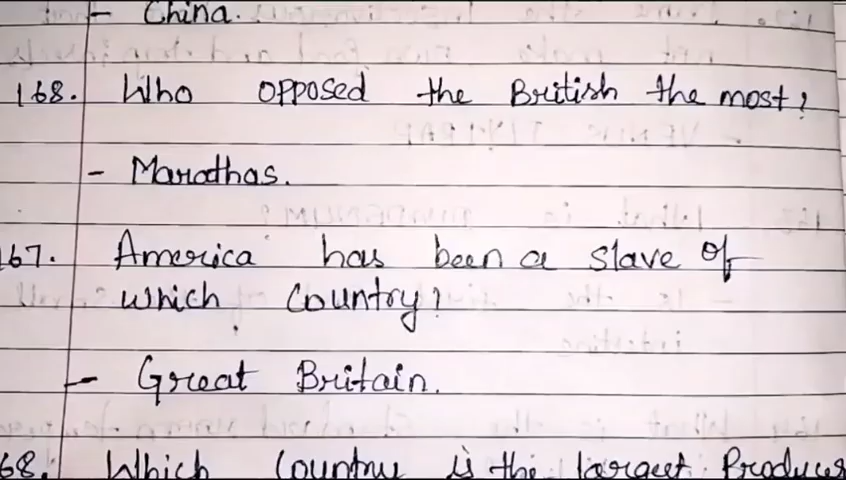 - China.
168. Who opposed the British the most?
- Marathas.
167. America has been a slave of
which country?
- Great Britain.
68. Which country is the largest Producer